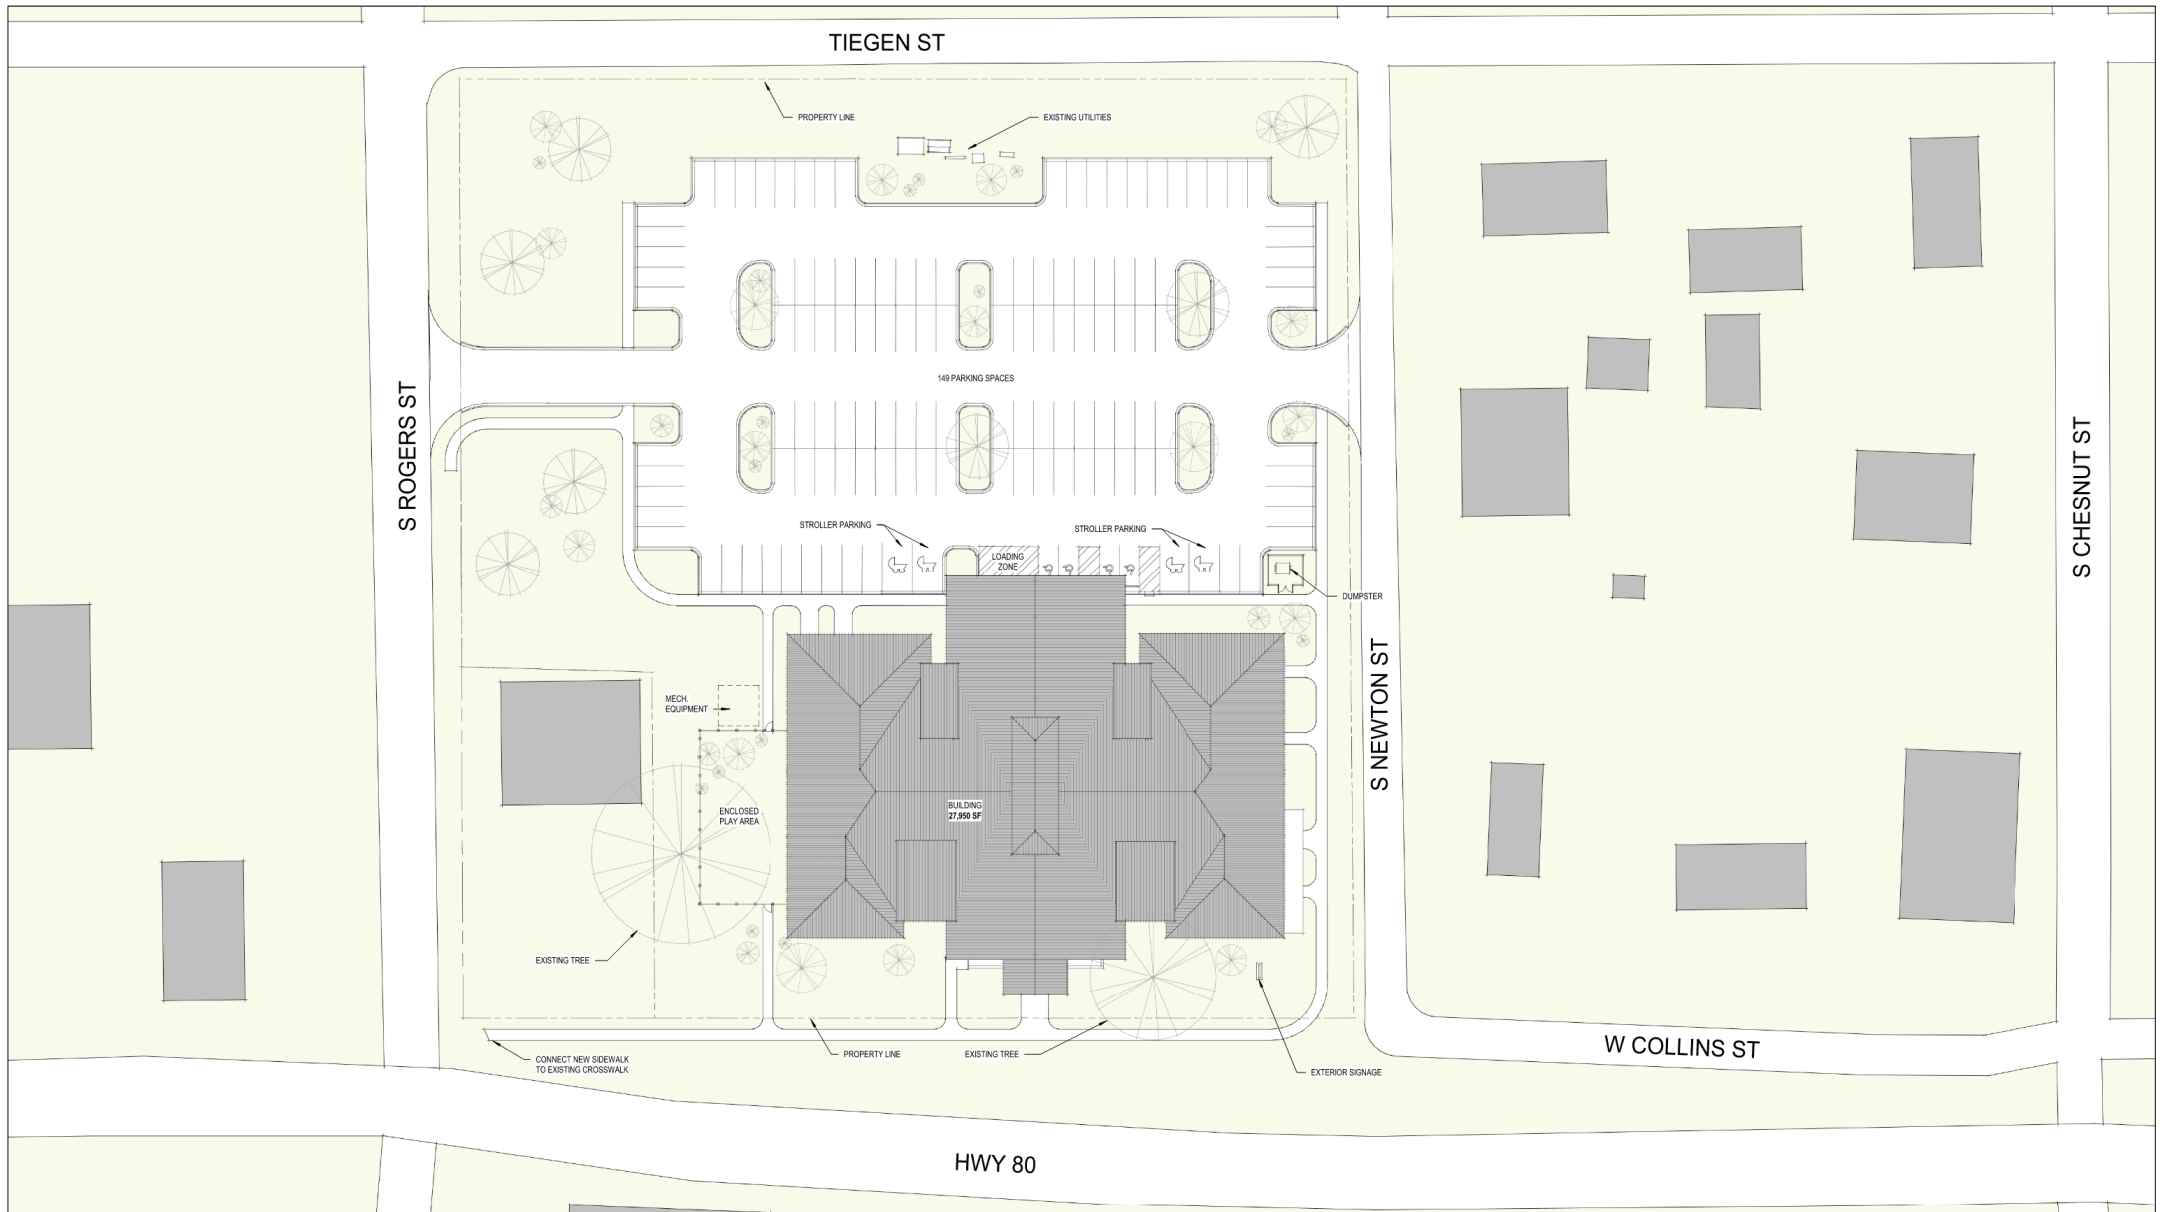 TIEGEN ST
PROPERTY LINE
EXISTING UTILITIES
149 PARKING SPACES
S ROGERS ST
S CHESNUT ST
STROLLER PARKING
STROLLER PARKING
LOADING
ZONE
DUMPSTER
S NEWTON ST
MECH.
EQUIPMENT
ENCLOSED
PLAY AREA
BUILDING
27,950 SF
EXISTING TREE
CONNECT NEW SIDEWALK
TO EXISTING CROSSWALK
PROPERTY LINE
EXISTING TREE
EXTERIOR SIGNAGE
W COLLINS ST
HWY 80